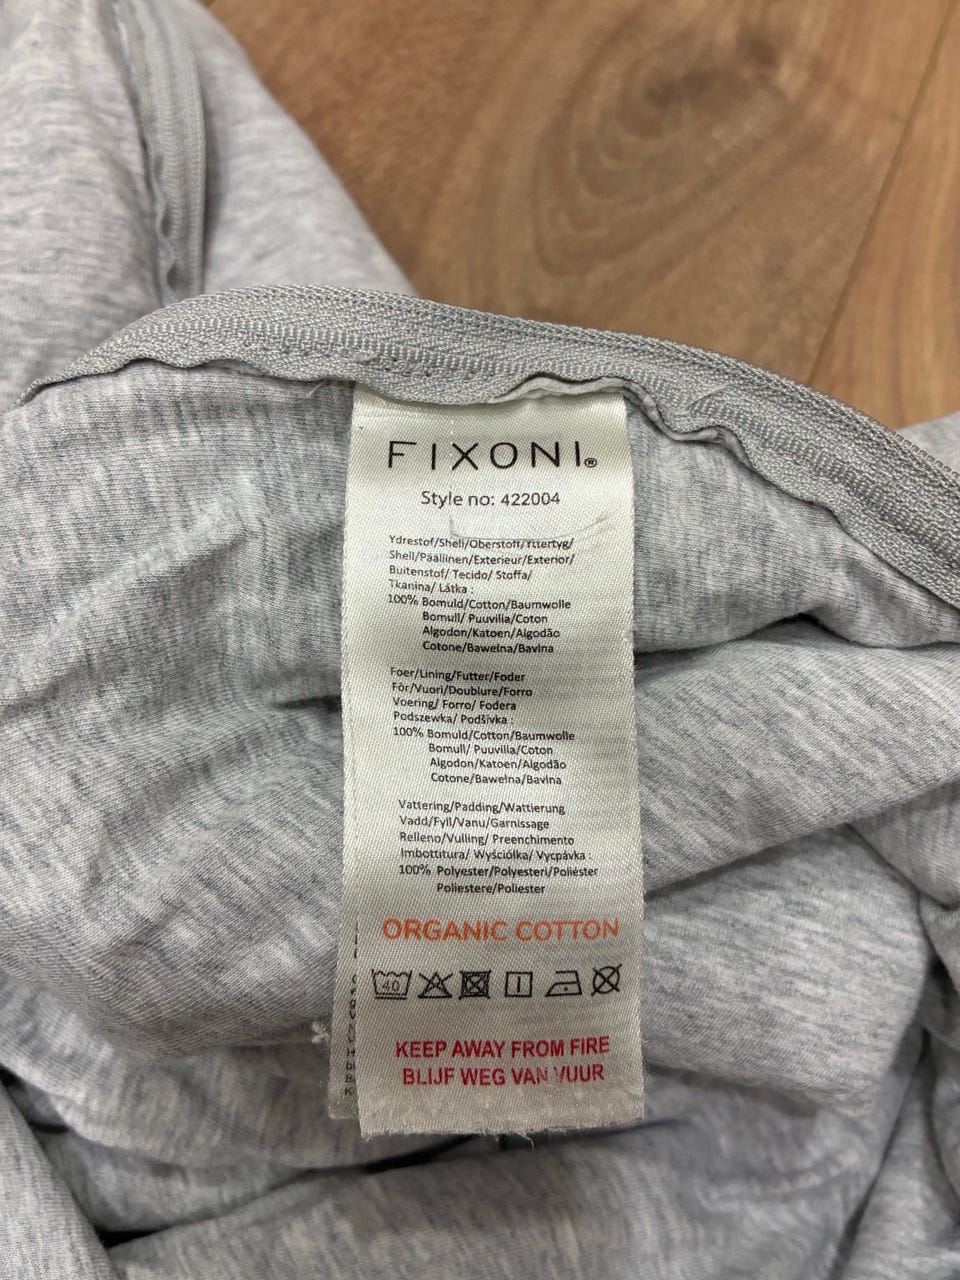 FIXONI®
Style no: 422004
Ydrestof/Shell/Oberstoff/Yttertyg/
Shell/Päällinen/Exterieur/Exterior/
Buitenstof/ Tecido/ Stoffa/
Tkanina/ Látka :
100% Bomuld/Cotton/Baumwolle
Bomull/ Puuvilla/Coton
Algodon/Katoen/Algodão
Cotone/Bawełna/Bavlna
Foer/Lining/Futter/Foder
Fôr/Vuori/Doublure/Forro
Voering/ Forro/ Fodera
Podszewka/ Podšívka :
100% Bomuld/Cotton/Baumwolle
Bomull/ Puuvilla/Coton
Algodon/Katoen/Algodão
Cotone/Bawełna/Bavlna
Vattering/Padding/Wattierung
Vadd/Fyll/Vanu/Garnissage
Relleno/Vulling/ Preenchimento
Imbottitura/ Wyściółka/ Vycpávka :
100% Polyester/Polyesteri/Poliéster
Poliestere/Poliester
ORGANIC COTTON
40
KEEP AWAY FROM FIRE
BLIJF WEG VAN VUUR